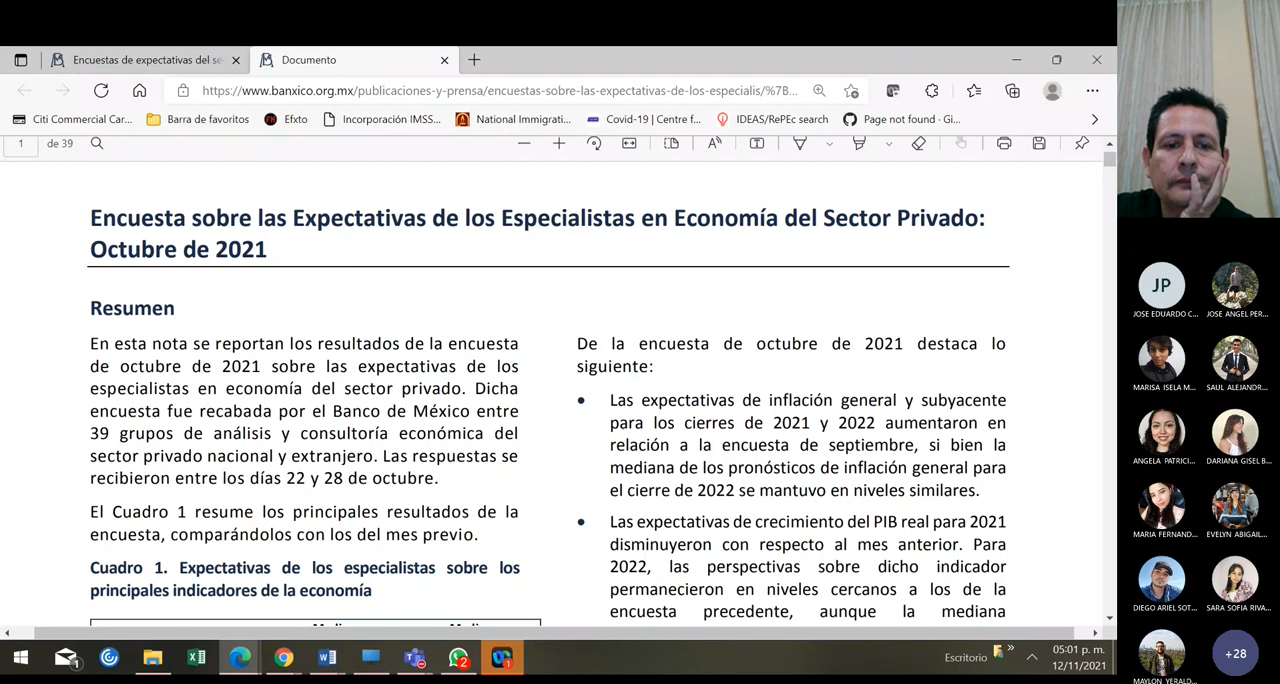 Encuestas de expectativas del se
Documento
https://www.banxico.org.mx/publicaciones-y-prensa/encuestas-sobre-las-expectativas-de-los-especialis/%7B...
Citi Commercial Car...
Barra de favoritos
Efxto
Incorporación IMSS...
National Immigrati...
Covid-19 | Centre f...
IDEAS/RePEc search
Page not found · Gi...
1 de 39
Encuesta sobre las Expectativas de los Especialistas en Economía del Sector Privado:
Octubre de 2021
Resumen
En esta nota se reportan los resultados de la encuesta
de octubre de 2021 sobre las expectativas de los
especialistas en economía del sector privado. Dicha
encuesta fue recabada por el Banco de México entre
39 grupos de análisis y consultoría económica del
sector privado nacional y extranjero. Las respuestas se
recibieron entre los días 22 y 28 de octubre.
El Cuadro 1 resume los principales resultados de la
encuesta, comparándolos con los del mes previo.
Cuadro 1. Expectativas de los especialistas sobre los
principales indicadores de la economía
De la encuesta de octubre de 2021 destaca lo
siguiente:
• Las expectativas de inflación general y subyacente
para los cierres de 2021 y 2022 aumentaron en
relación a la encuesta de septiembre, si bien la
mediana de los pronósticos de inflación general para
el cierre de 2022 se mantuvo en niveles similares.
• Las expectativas de crecimiento del PIB real para 2021
disminuyeron con respecto al mes anterior. Para
2022, las perspectivas sobre dicho indicador
permanecieron en niveles cercanos a los de la
encuesta precedente, aunque la mediana
JP
JOSE EDUARDO C...
JOSE ANGEL PER...
MARISA ISELA M...
SAUL ALEJANDR...
ANGELA PATRICI...
DARIANA GISEL B...
MARIA FERNAND...
EVELYN ABIGAIL...
DIEGO ARIEL SOT...
SARA SOFIA RIVA...
MAYLON YERALD...
+28
Escritorio
05:01 p. m.
12/11/2021